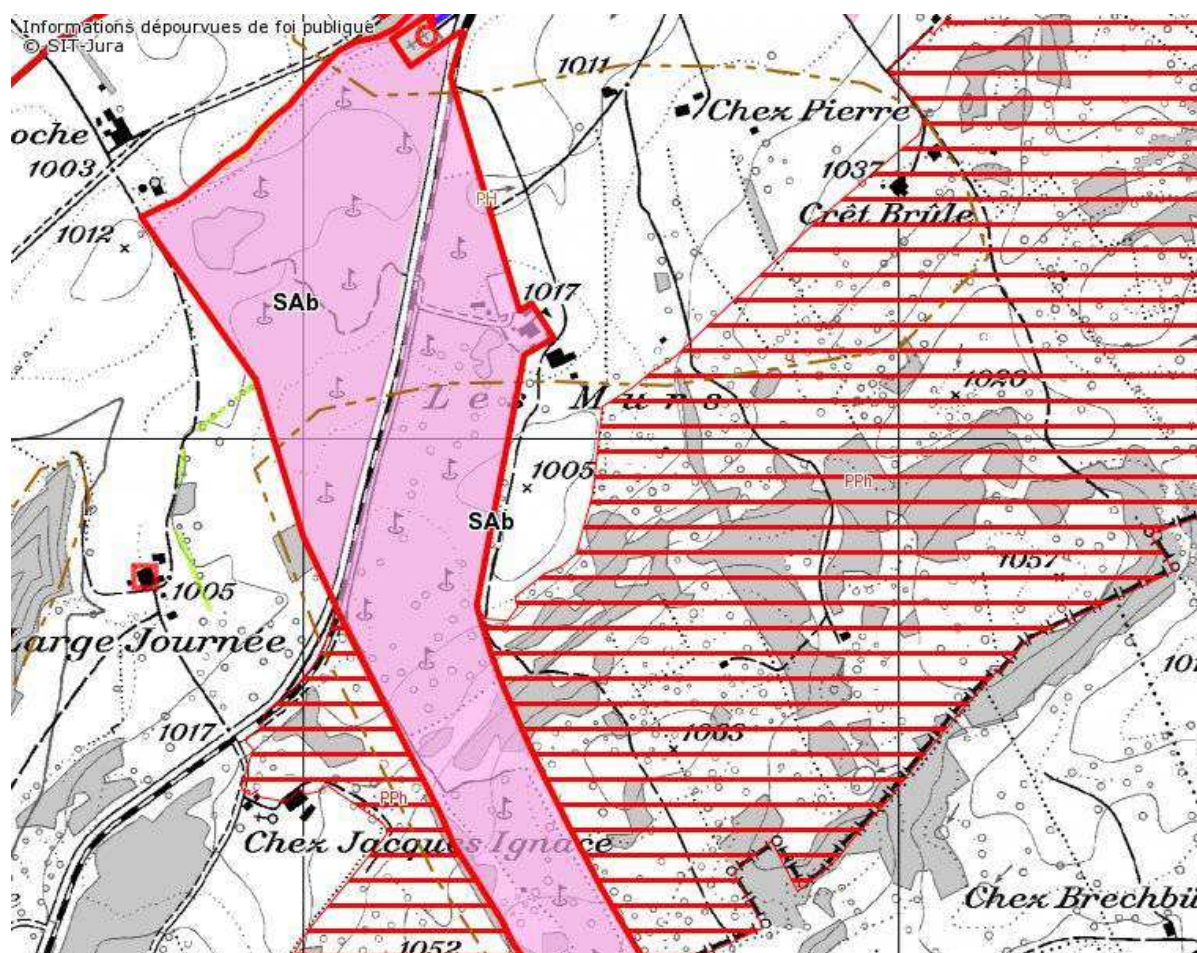 Informations dépourvues de foi publique
© SIT-Jura
1011
Chez Pierre
oche
1003
1037
PH
Crêt Brûle
1012
SAb
1017
1020
Les Murs
1005
PPh
SAb
1057
1005
Large Journée
1017
1063
PPh
Chez Jacques Ignace
Chez Brechbü
1052